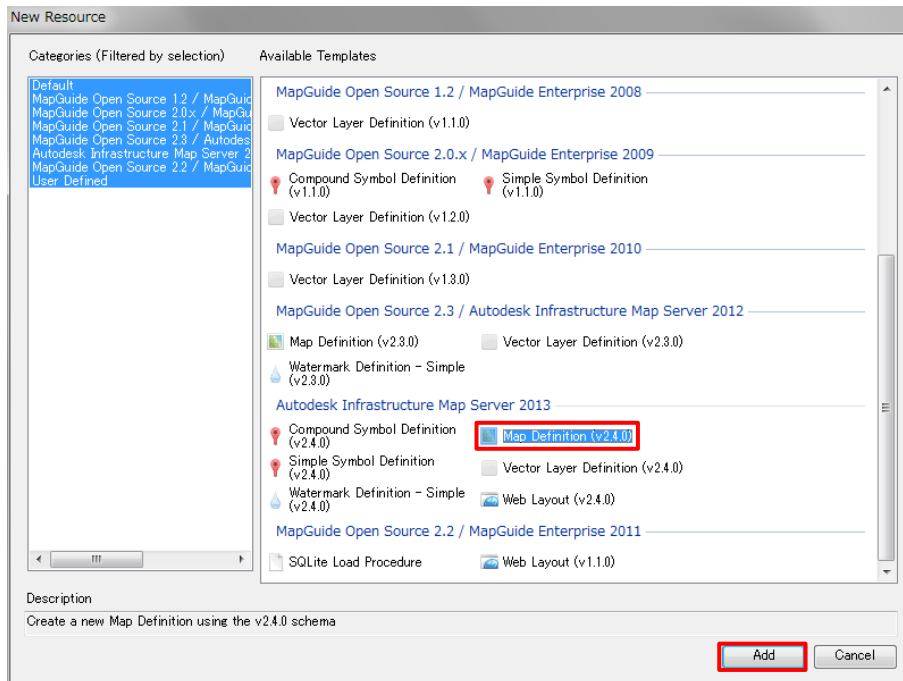 New Resource
Categories (Filtered by selection)
Available Templates
Default
MapGuide Open Source 1.2 / MapGuic
MapGuide Open Source 2.0.x / MapGu
MapGuide Open Source 2.1 / MapGuic
MapGuide Open Source 2.3 / Autodes
Autodesk Infrastructure Map Server 2
MapGuide Open Source 2.2 / MapGuic
User Defined
MapGuide Open Source 1.2 / MapGuide Enterprise 2008
Vector Layer Definition (v1.1.0)
MapGuide Open Source 2.0.x / MapGuide Enterprise 2009
Compound Symbol Definition
(v1.1.0)
Simple Symbol Definition
(v1.1.0)
Vector Layer Definition (v1.2.0)
MapGuide Open Source 2.1 / MapGuide Enterprise 2010
Vector Layer Definition (v1.3.0)
MapGuide Open Source 2.3 / Autodesk Infrastructure Map Server 2012
Map Definition (v2.3.0)
Vector Layer Definition (v2.3.0)
Watermark Definition - Simple
(v2.3.0)
Autodesk Infrastructure Map Server 2013
Compound Symbol Definition
(v2.4.0)
Map Definition (v2.4.0)
Simple Symbol Definition
(v2.4.0)
Vector Layer Definition (v2.4.0)
Watermark Definition - Simple
(v2.4.0)
Web Layout (v2.4.0)
MapGuide Open Source 2.2 / MapGuide Enterprise 2011
SQLite Load Procedure
Web Layout (v1.1.0)
Description
Create a new Map Definition using the v2.4.0 schema
Add
Cancel